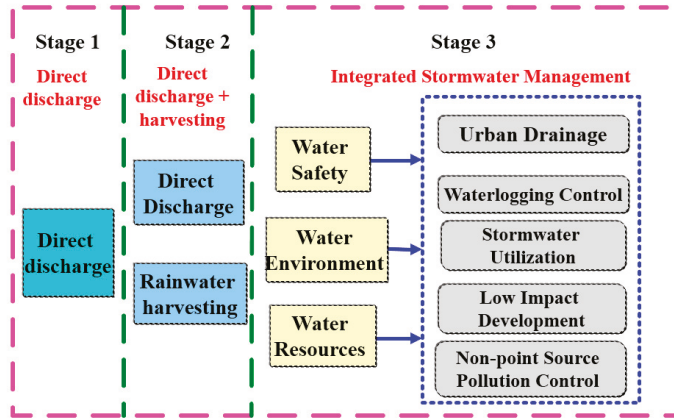 Stage 1
Direct
discharge
Direct
discharge
Stage 2
Direct
discharge +
harvesting
Direct
Discharge
Rainwater
harvesting
Stage 3
Integrated Stormwater Management
Water
Safety
Water
Environment
Water
Resources
Urban Drainage
Waterlogging Control
Stormwater
Utilization
Low Impact
Development
Non-point Source
Pollution Control